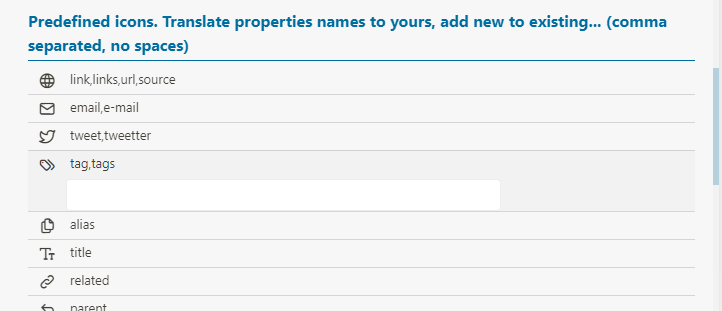 Predefined icons. Translate properties names to yours, add new to existing... (comma
separated, no spaces)
link,links,url,source
email,e-mail
tweet,tweetter
tag,tags
alias
title
related
parent